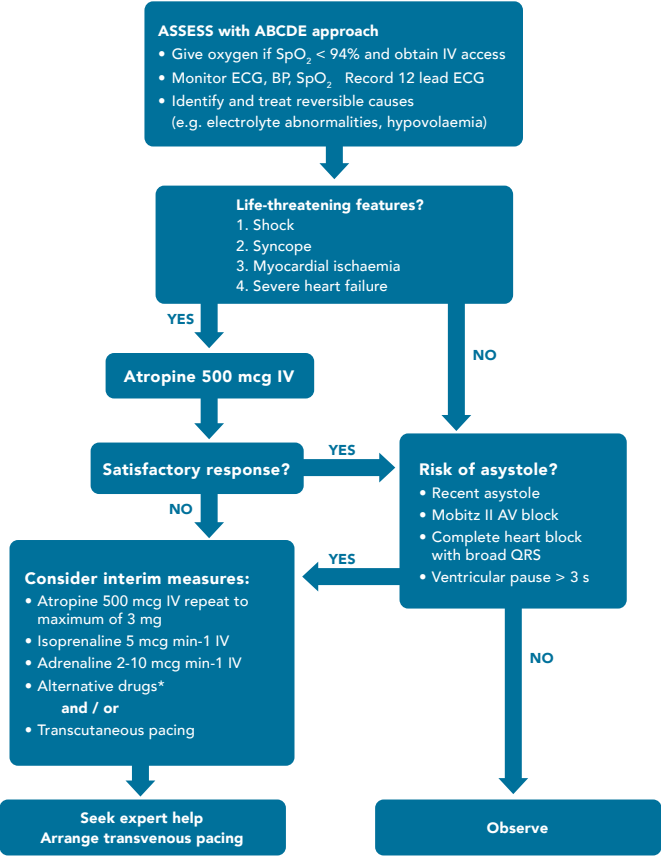 ASSESS with ABCDE approach
• Give oxygen if SpO₂ < 94% and obtain IV access
• Monitor ECG, BP, SpO₂ Record 12 lead ECG
• Identify and treat reversible causes
(e.g. electrolyte abnormalities, hypovolaemia)
Life-threatening features?
1. Shock
2. Syncope
3. Myocardial ischaemia
4. Severe heart failure
YES
NO
Atropine 500 mcg IV
Satisfactory response?
YES
NO
Risk of asystole?
• Recent asystole
• Mobitz II AV block
• Complete heart block
with broad QRS
• Ventricular pause > 3 s
YES
NO
Consider interim measures:
• Atropine 500 mcg IV repeat to
maximum of 3 mg
• Isoprenaline 5 mcg min-1 IV
• Adrenaline 2-10 mcg min-1 IV
• Alternative drugs*
and / or
• Transcutaneous pacing
Seek expert help
Arrange transvenous pacing
Observe